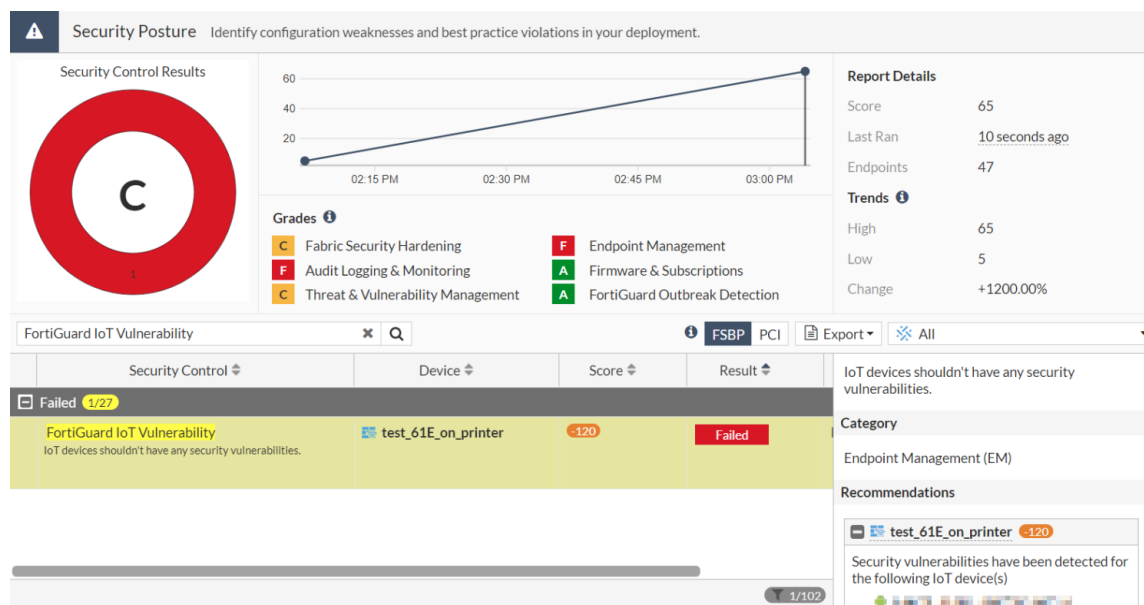 Security Posture Identify configuration weaknesses and best practice violations in your deployment.
Security Control Results
C
1
60
40
20
02:15 PM 02:30 PM 02:45 PM 03:00 PM
Grades
C Fabric Security Hardening
F Audit Logging & Monitoring
C Threat & Vulnerability Management
F Endpoint Management
A Firmware & Subscriptions
A FortiGuard Outbreak Detection
Report Details
Score 65
Last Ran 10 seconds ago
Endpoints 47
Trends
High 65
Low 5
Change +1200.00%
FortiGuard IoT Vulnerability
FSBP PCI Export All
Security Control Device Score Result
Failed 1/27
FortiGuard IoT Vulnerability test_61E_on_printer -120 Failed
IoT devices shouldn't have any security vulnerabilities.
1/102
IoT devices shouldn't have any security
vulnerabilities.
Category
Endpoint Management (EM)
Recommendations
test_61E_on_printer -120
Security vulnerabilities have been detected for
the following IoT device(s)